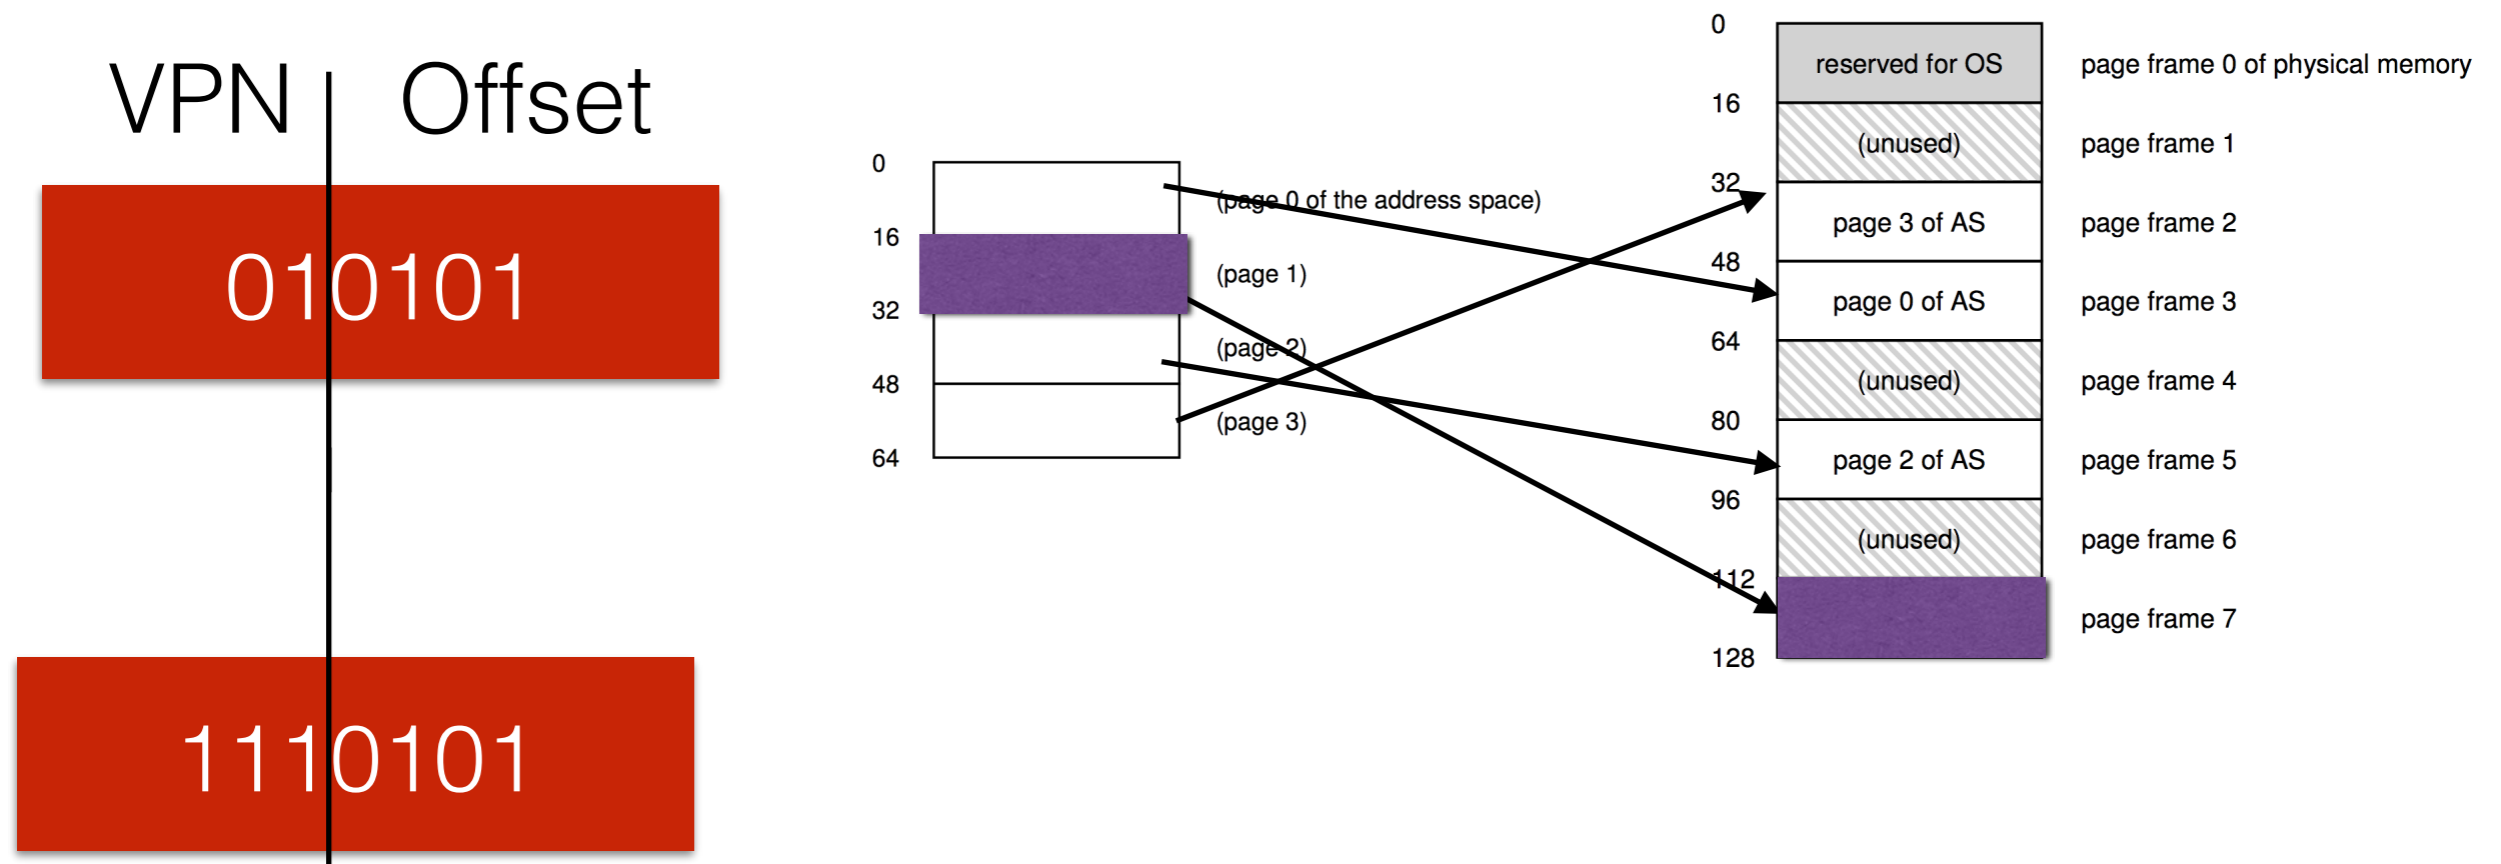 VPN Offset
010101
1110101
0
(page 0 of the address space)
16
(page 1)
32
(page 2)
48
(page 3)
64
0
reserved for OS page frame 0 of physical memory
16
(unused) page frame 1
32
page 3 of AS page frame 2
48
page 0 of AS page frame 3
64
(unused) page frame 4
80
page 2 of AS page frame 5
96
(unused) page frame 6
112
page frame 7
128